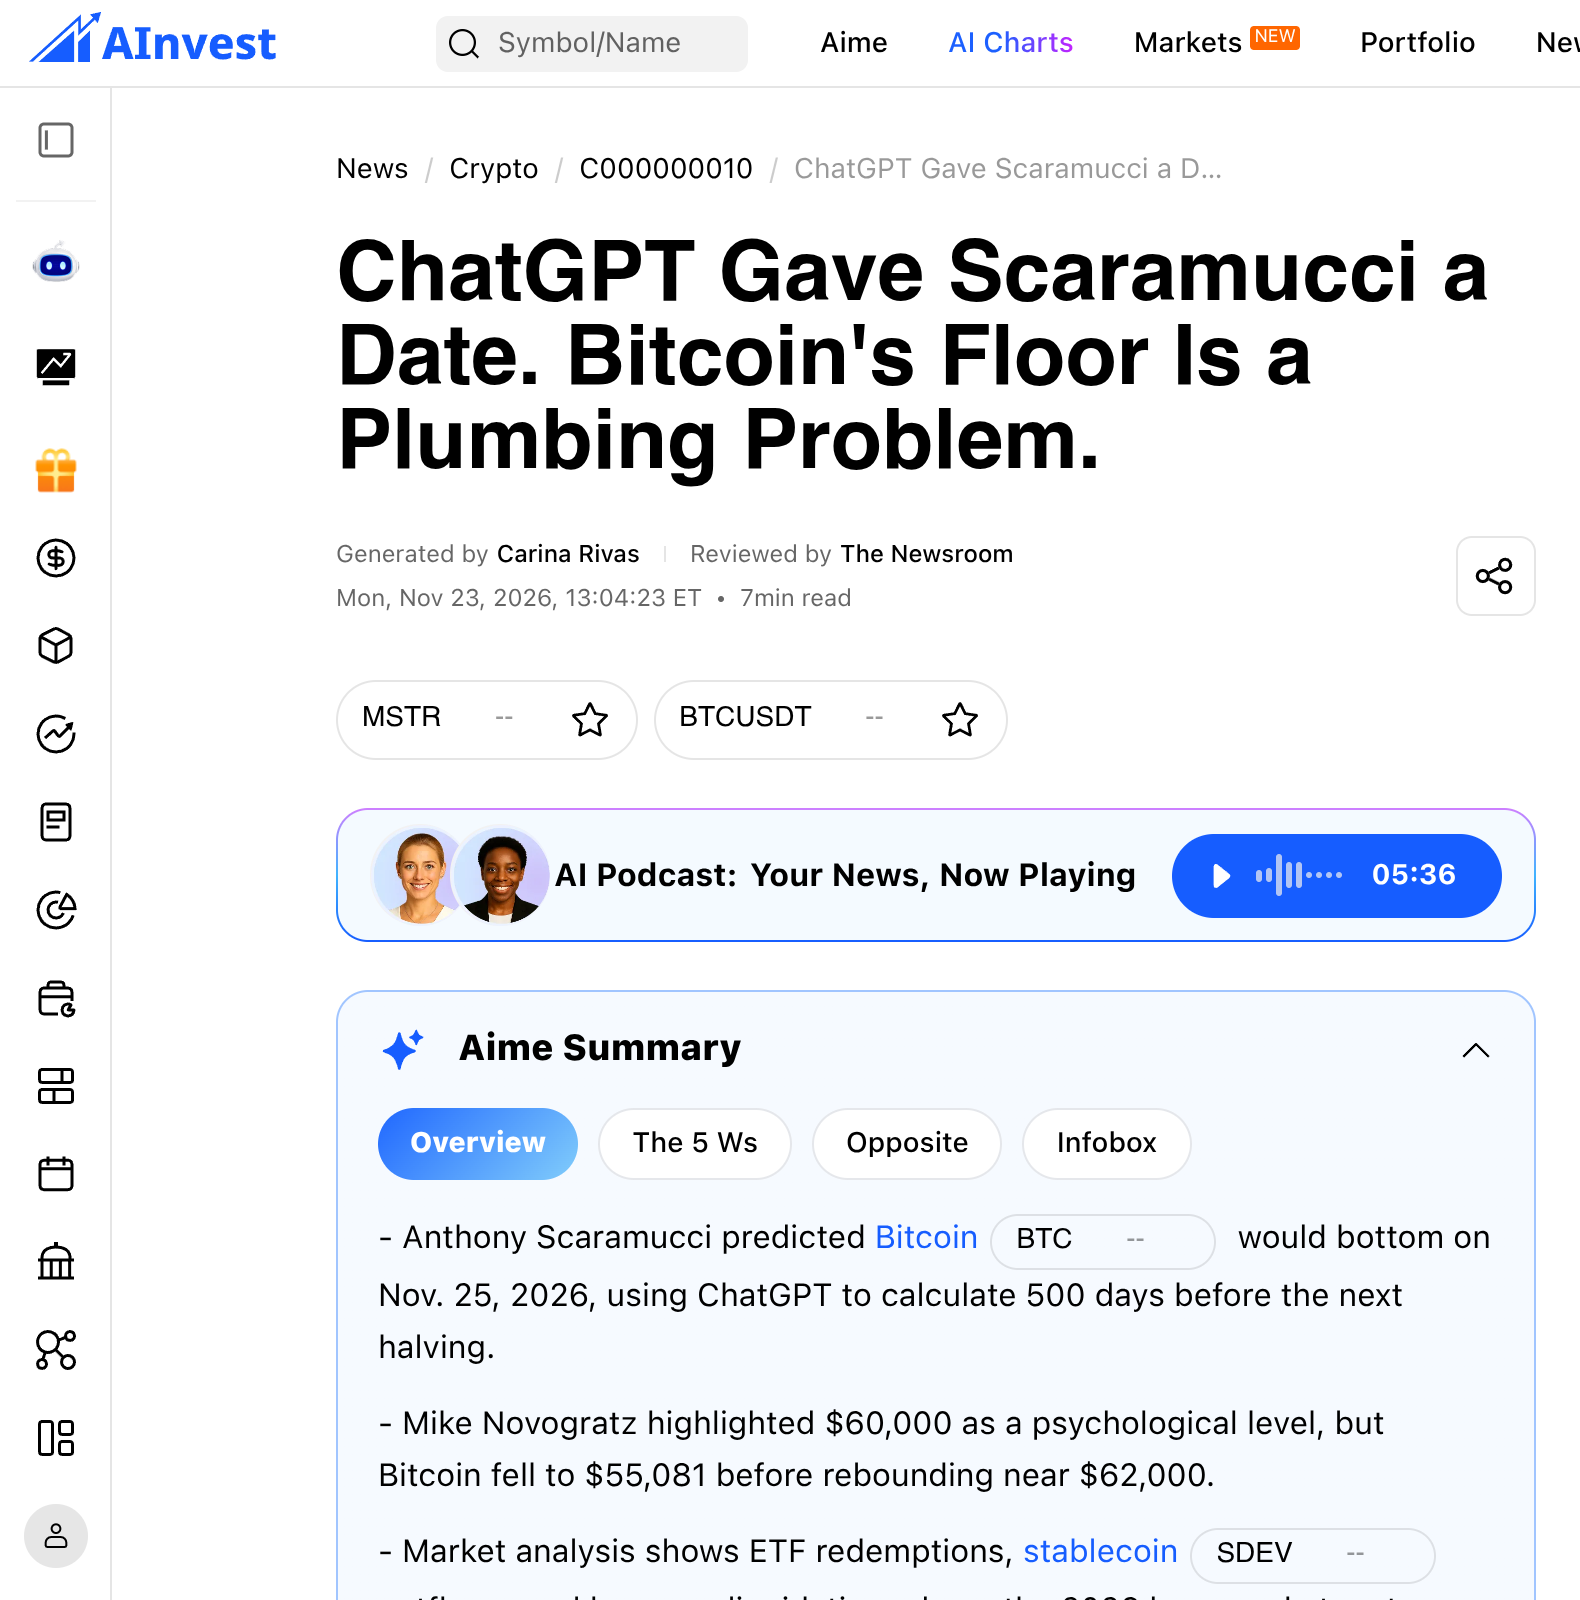 AInvest
Symbol/Name
Aime
AI Charts
Markets NEW
Portfolio
News / Crypto / C000000010 / ChatGPT Gave Scaramucci a D...
ChatGPT Gave Scaramucci a
Date. Bitcoin's Floor Is a
Plumbing Problem.
Generated by Carina Rivas | Reviewed by The Newsroom
Mon, Nov 23, 2026, 13:04:23 ET • 7min read
MSTR --
BTCUSDT --
AI Podcast: Your News, Now Playing
05:36
Aime Summary
Overview
The 5 Ws
Opposite
Infobox
- Anthony Scaramucci predicted Bitcoin BTC -- would bottom on
Nov. 25, 2026, using ChatGPT to calculate 500 days before the next
halving.
- Mike Novogratz highlighted $60,000 as a psychological level, but
Bitcoin fell to $55,081 before rebounding near $62,000.
- Market analysis shows ETF redemptions, stablecoin SDEV --